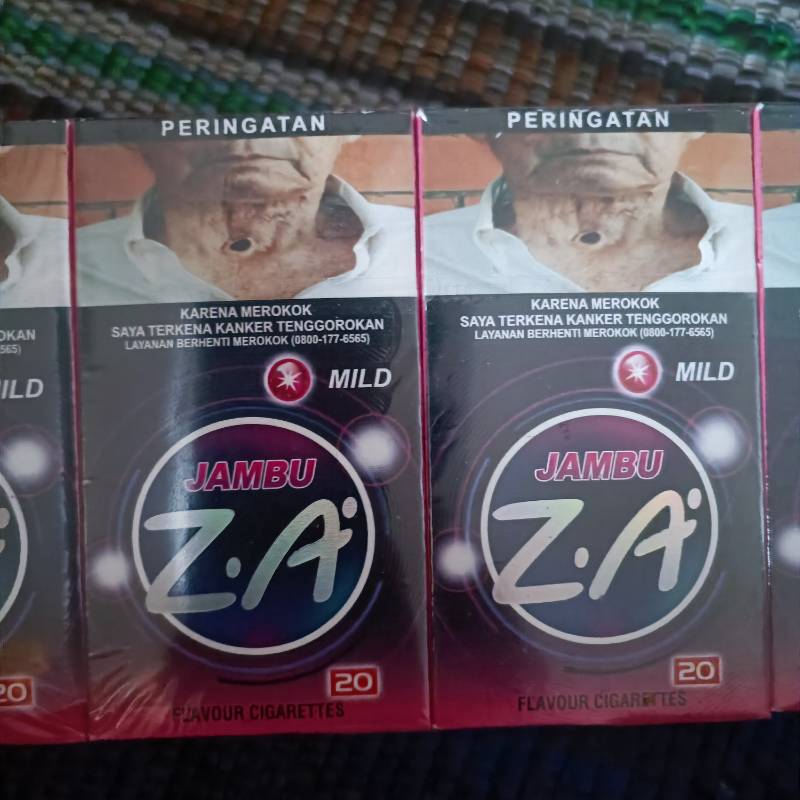 PERINGATAN
KARENA MEROKOK
SAYA TERKENA KANKER TENGGOROKAN
LAYANAN BERHENTI MEROKOK (0800-177-6565)
MILD
JAMBU
Z.A
20
FLAVOUR CIGARETTES
PERINGATAN
KARENA MEROKOK
SAYA TERKENA KANKER TENGGOROKAN
LAYANAN BERHENTI MEROKOK (0800-177-6565)
MILD
JAMBU
Z.A
20
FLAVOUR CIGARETTES